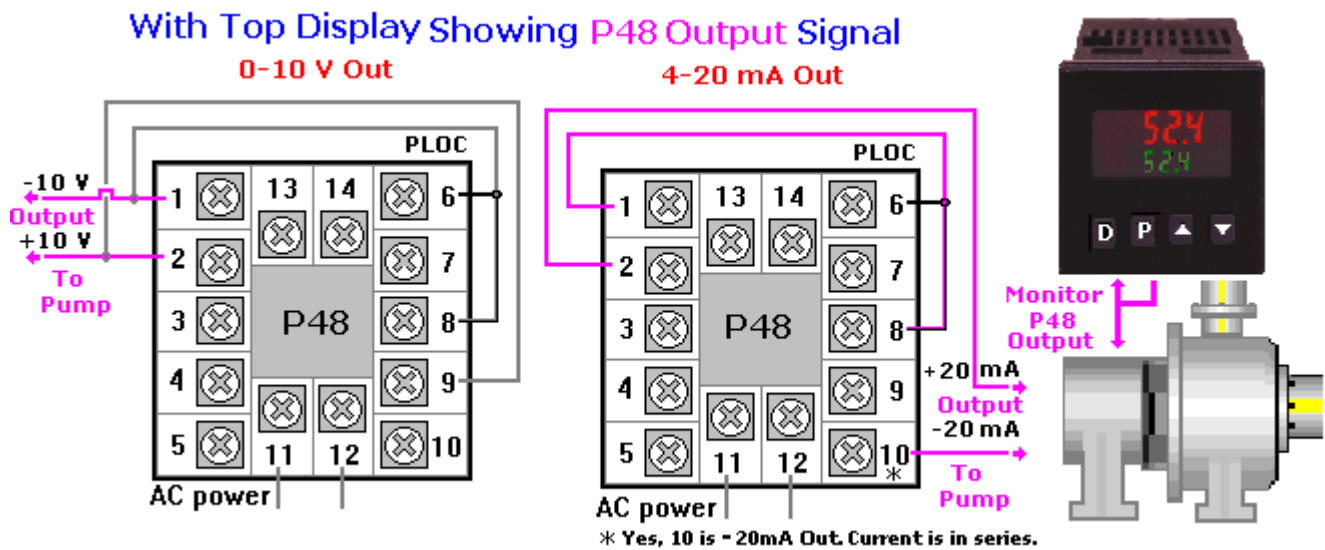 With Top Display Showing P48 Output Signal
0-10 V Out
4-20 mA Out
PLOC
-10 V
Output
+10 V
To
Pump
1
2
3
4
5
13
14
6
7
8
9
10
P48
11
12
AC power
PLOC
1
2
3
4
5
13
14
6
7
8
9
10
*
P48
11
12
AC power
+20 mA
Output
-20 mA
To
Pump
* Yes, 10 is - 20mA Out. Current is in series.
52.4
52.4
D P
Monitor
P48
Output